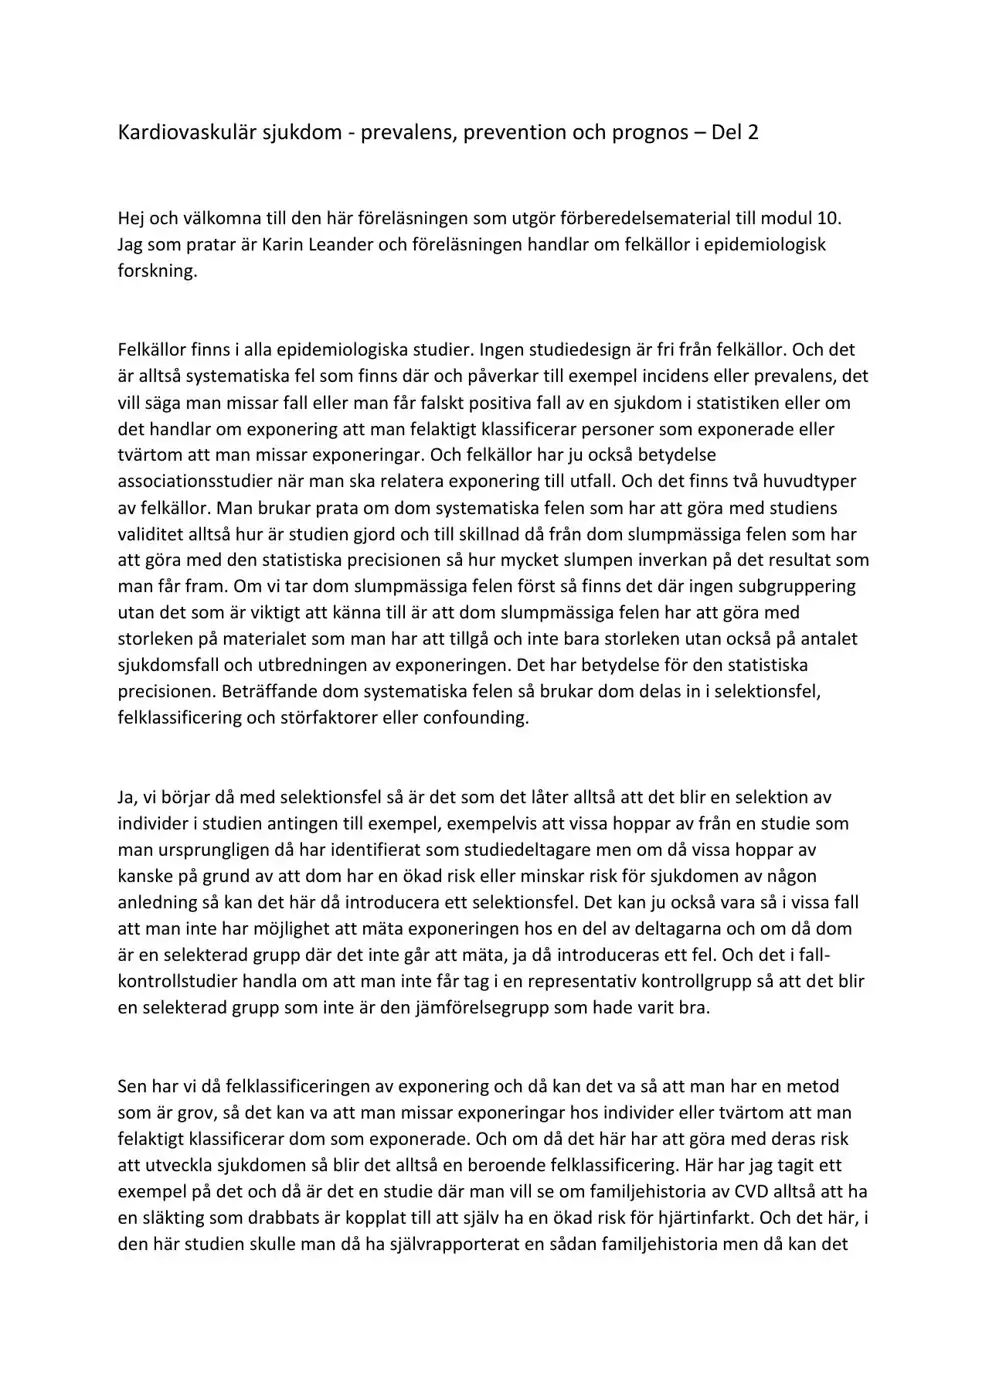 Kardiovaskulär sjukdom - prevalens, prevention och prognos – Del 2
Hej och välkomna till den här föreläsningen som utgör förberedelsematerial till modul 10.
Jag som pratar är Karin Leander och föreläsningen handlar om felkällor i epidemiologisk
forskning.
Felkällor finns i alla epidemiologiska studier. Ingen studiedesign är fri från felkällor. Och det
är alltså systematiska fel som finns där och påverkar till exempel incidens eller prevalens, det
vill säga man missar fall eller man får falskt positiva fall av en sjukdom i statistiken eller om
det handlar om exponering att man felaktigt klassificerar personer som exponerade eller
tvärtom att man missar exponeringar. Och felkällor har ju också betydelse
associationsstudier när man ska relatera exponering till utfall. Och det finns två huvudtyper
av felkällor. Man brukar prata om dom systematiska felen som har att göra med studiens
validitet alltså hur är studien gjord och till skillnad då från dom slumpmässiga felen som har
att göra med den statistiska precisionen så hur mycket slumpen inverkan på det resultat som
man får fram. Om vi tar dom slumpmässiga felen först så finns det där ingen subgruppering
utan det som är viktigt att känna till är att dom slumpmässiga felen har att göra med
storleken på materialet som man har att tillgå och inte bara storleken utan också på antalet
sjukdomsfall och utbredningen av exponeringen. Det har betydelse för den statistiska
precisionen. Beträffande dom systematiska felen så brukar dom delas in i selektionsfel,
felklassificering och störfaktorer eller confounding.
Ja, vi börjar då med selektionsfel så är det som det låter alltså att det blir en selektion av
individer i studien antingen till exempel, exempelvis att vissa hoppar av från en studie som
man ursprungligen då har identifierat som studiedeltagare men om då vissa hoppar av
kanske på grund av att dom har en ökad risk eller minskar risk för sjukdomen av någon
anledning så kan det här då introducera ett selektionsfel. Det kan ju också vara så i vissa fall
att man inte har möjlighet att mäta exponeringen hos en del av deltagarna och om då dom
är en selekterad grupp där det inte går att mäta, ja då introduceras ett fel. Och det i fall-
kontrollstudier handla om att man inte får tag i en representativ kontrollgrupp så att det blir
en selekterad grupp som inte är den jämförelsegrupp som hade varit bra.
Sen har vi då felklassificeringen av exponering och då kan det va så att man har en metod
som är grov, så det kan va att man missar exponeringar hos individer eller tvärtom att man
felaktigt klassificerar dom som exponerade. Och om då det här har att göra med deras risk
att utveckla sjukdomen så blir det alltså en beroende felklassificering. Här har jag tagit ett
exempel på det och då är det en studie där man vill se om familjehistoria av CVD alltså att ha
en släkting som drabbats är kopplat till att själv ha en ökad risk för hjärtinfarkt. Och det här, i
den här studien skulle man då ha självrapporterat en sådan familjehistoria men då kan det